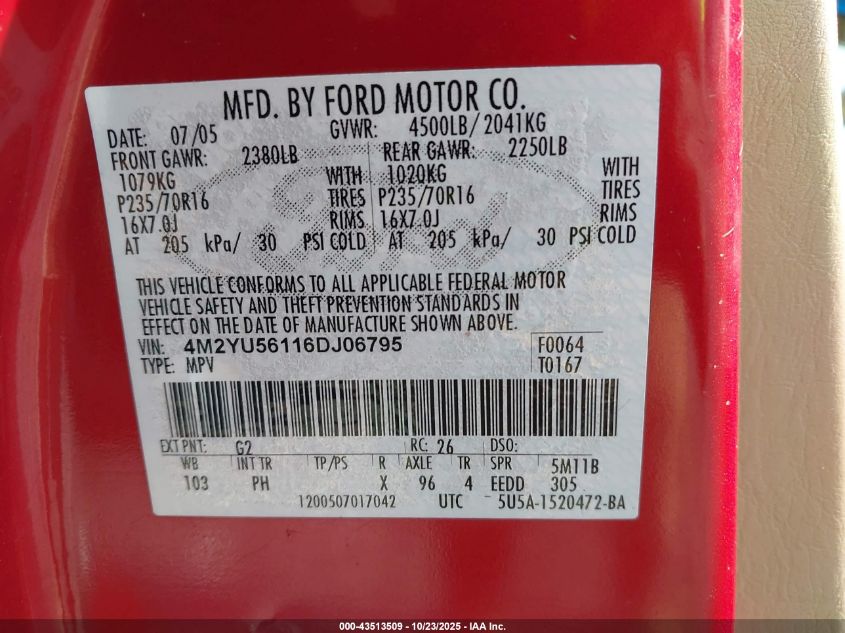 MFD. BY FORD MOTOR CO.
DATE: 07/05 GVWR: 4500LB/ 2041KG
FRONT GAWR: 2380LB REAR GAWR: 2250LB
1079KG WITH 1020KG WITH
P235/70R16 TIRES P235/70R16 TIRES
16X7.0J RIMS 16X7.0J RIMS
AT 205 kPa/ 30 PSI COLD AT 205 kPa/ 30 PSI COLD
THIS VEHICLE CONFORMS TO ALL APPLICABLE FEDERAL MOTOR
VEHICLE SAFETY AND THEFT PREVENTION STANDARDS IN
EFFECT ON THE DATE OF MANUFACTURE SHOWN ABOVE.
VIN: 4M2YU56116DJ06795 F0064
TYPE: MPV T0167
EXT PNT: G2 RC: 26 DSO:
WB INT TR TP/PS R AXLE TR SPR 5M11B
103 PH X 96 4 EEDD 305
1200507017042 UTC 5U5A-1520472-BA
Ford
000-43513509 - 10/23/2025 - IAA Inc.